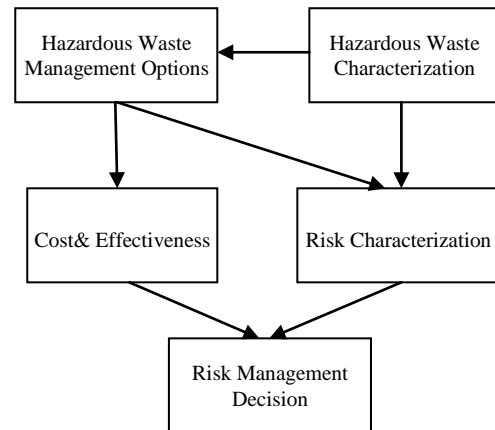 Hazardous Waste
Management Options
Hazardous Waste
Characterization
Cost& Effectiveness
Risk Characterization
Risk Management
Decision